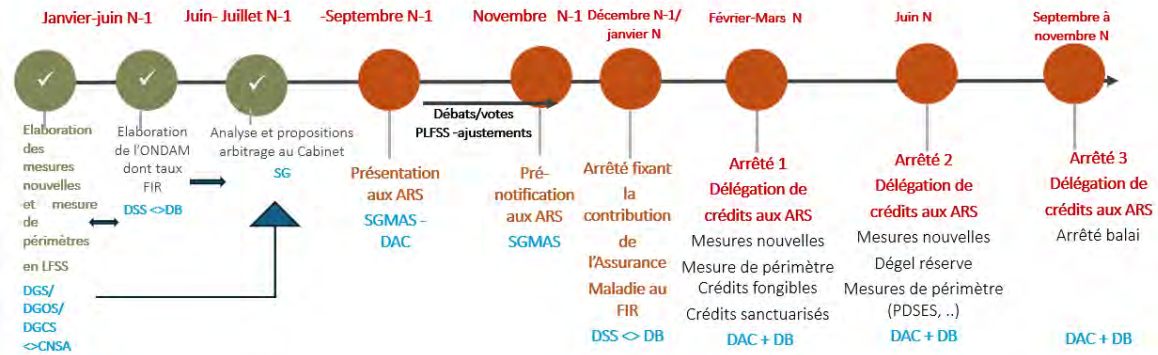 Janvier-juin N-1
Juin- Juillet N-1
-Septembre N-1
Novembre N-1
Décembre N-1/
janvier N
Février-Mars N
Juin N
Septembre à
novembre N
Elaboration
des
mesures
nouvelles
et mesure
de
périmètres
en LFSS
DGS/
DGOS/
DGCS
<>CNSA
Elaboration
de l'ONDAM
dont taux
FIR
DSS <>DB
Analyse et propositions
arbitrage au Cabinet
SG
Présentation
aux ARS
SGMAS -
DAC
Débats/votes
PLFSS -ajustements
Pré-
notification
aux ARS
SGMAS
Arrêté fixant
la
contribution
de
l'Assurance
Maladie au
FIR
DSS <> DB
Arrêté 1
Délégation de
crédits aux ARS
Mesures nouvelles
Mesure de périmètre
Crédits fongibles
Crédits sanctuarisés
DAC + DB
Arrêté 2
Délégation de
crédits aux ARS
Mesures nouvelles
Dégel réserve
Mesures de périmètre
(PDSES, ..)
DAC + DB
Arrêté 3
Délégation de
crédits aux ARS
Arrêté balai
DAC + DB